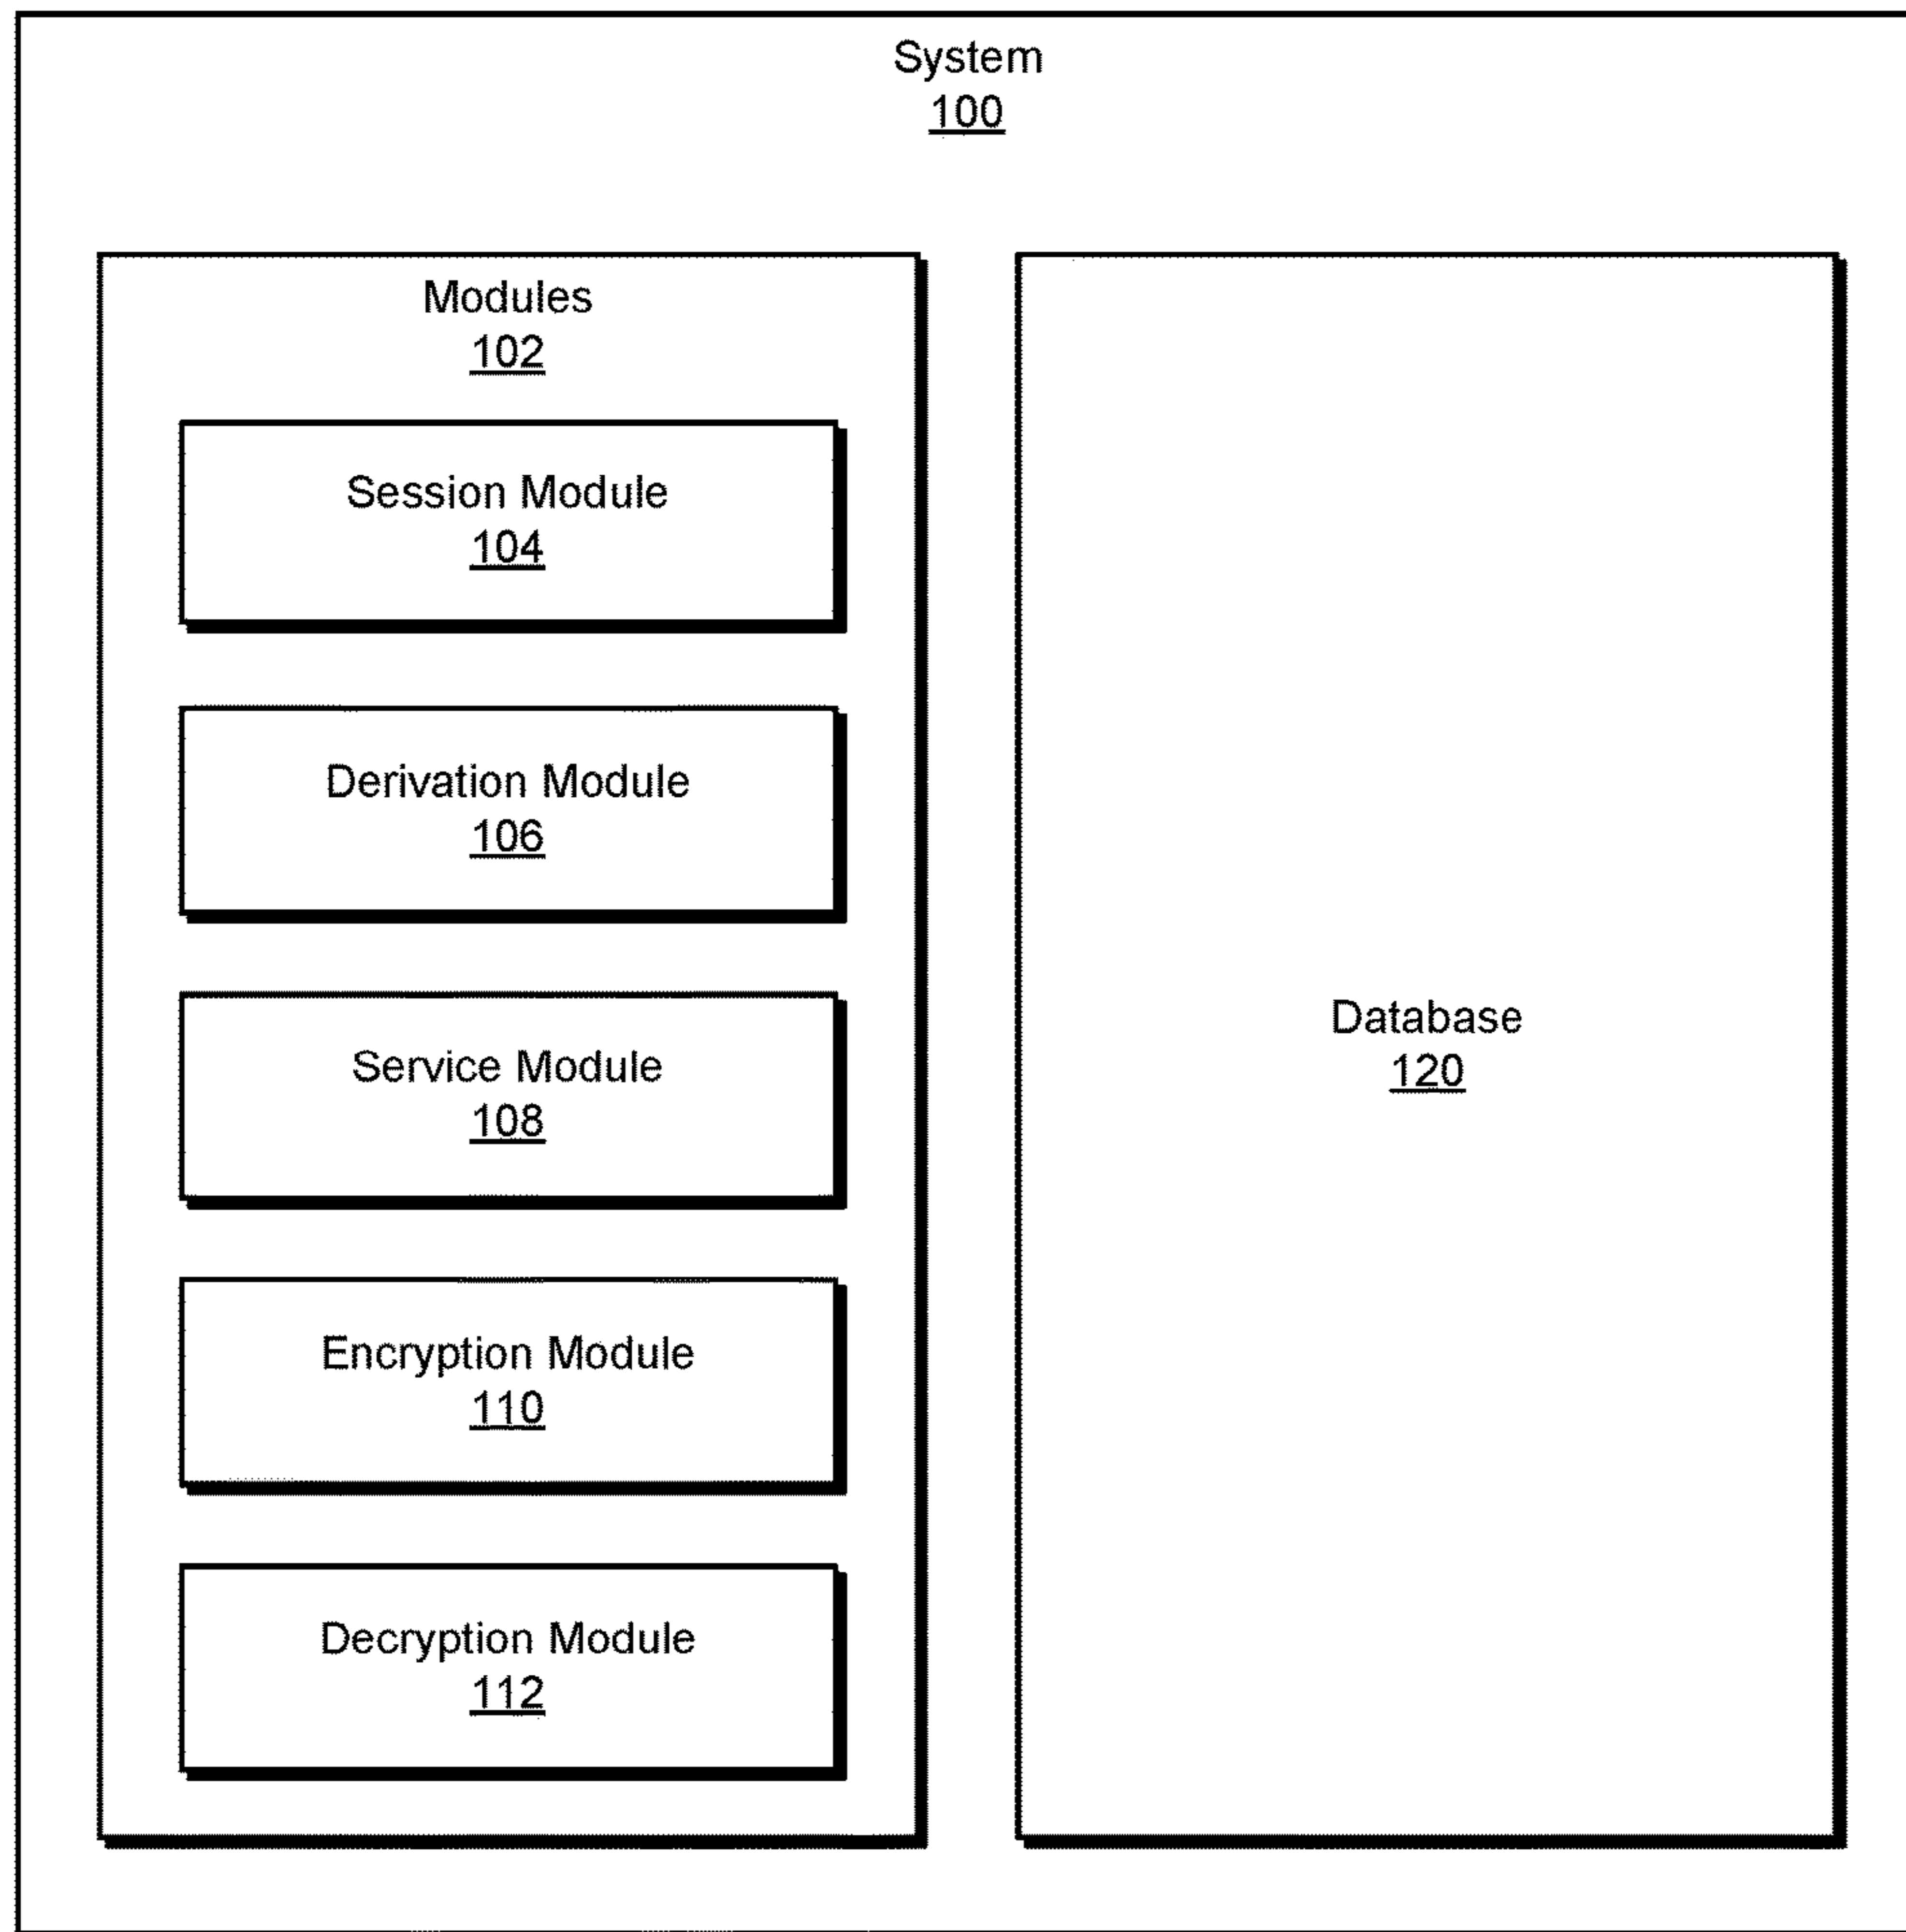 System
100
Modules
102
Session Module
104
Derivation Module
106
Service Module
108
Encryption Module
110
Decryption Module
112
Database
120